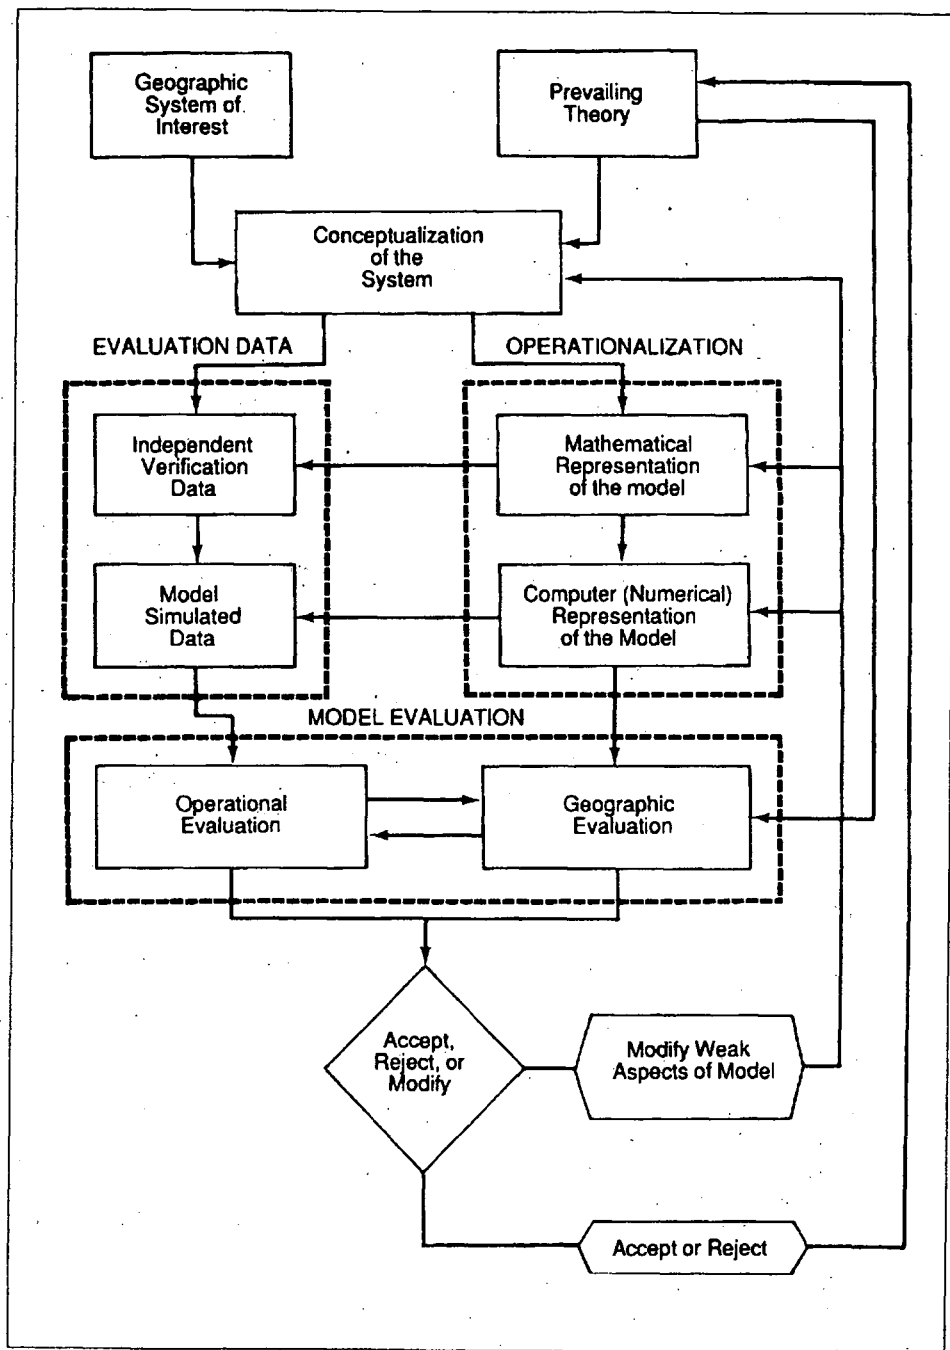 Geographic
System of
Interest
Prevailing
Theory
Conceptualization
of the
System
EVALUATION DATA
OPERATIONALIZATION
Independent
Verification
Data
Mathematical
Representation
of the model
Model
Simulated
Data
Computer (Numerical)
Representation
of the Model
MODEL EVALUATION
Operational
Evaluation
Geographic
Evaluation
Accept,
Reject, or
Modify
Modify Weak
Aspects of Model
Accept or Reject